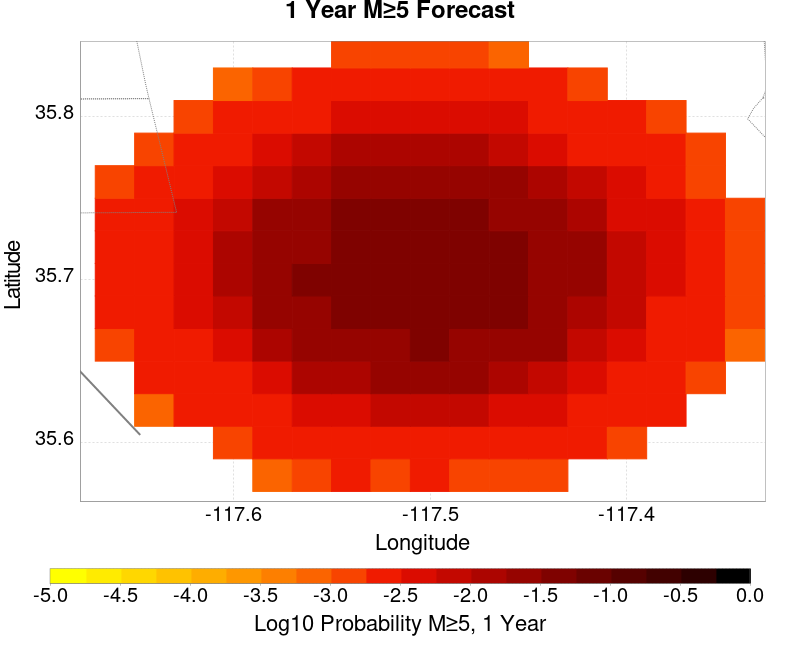 1 Year M≥5 Forecast
35.8
35.7
35.6
Latitude
-117.6 -117.5 -117.4
Longitude
-5.0 -4.5 -4.0 -3.5 -3.0 -2.5 -2.0 -1.5 -1.0 -0.5 0.0
Log10 Probability M≥5, 1 Year